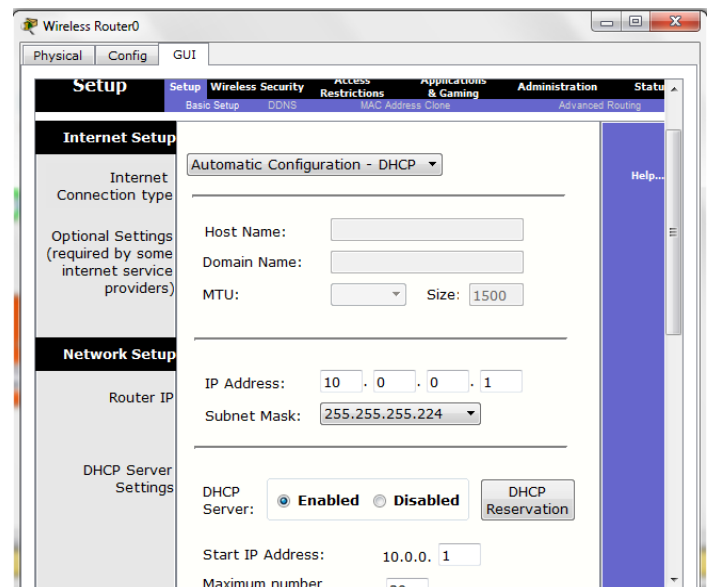 Wireless Router0
Physical Config GUI
Setup
Setup Wireless Security Access Restrictions Applications & Gaming Administration Statu
Basic Setup DDNS MAC Address Clone Advanced Routing
Internet Setup
Automatic Configuration - DHCP
Help...
Internet
Connection type
Optional Settings
(required by some
internet service
providers)
Host Name:
Domain Name:
MTU:
Size: 1500
Network Setup
Router IP
IP Address: 10 . 0 . 0 . 1
Subnet Mask: 255.255.255.224
DHCP Server
Settings
DHCP
Server:
Enabled Disabled
DHCP
Reservation
Start IP Address: 10.0.0. 1
Maximum number